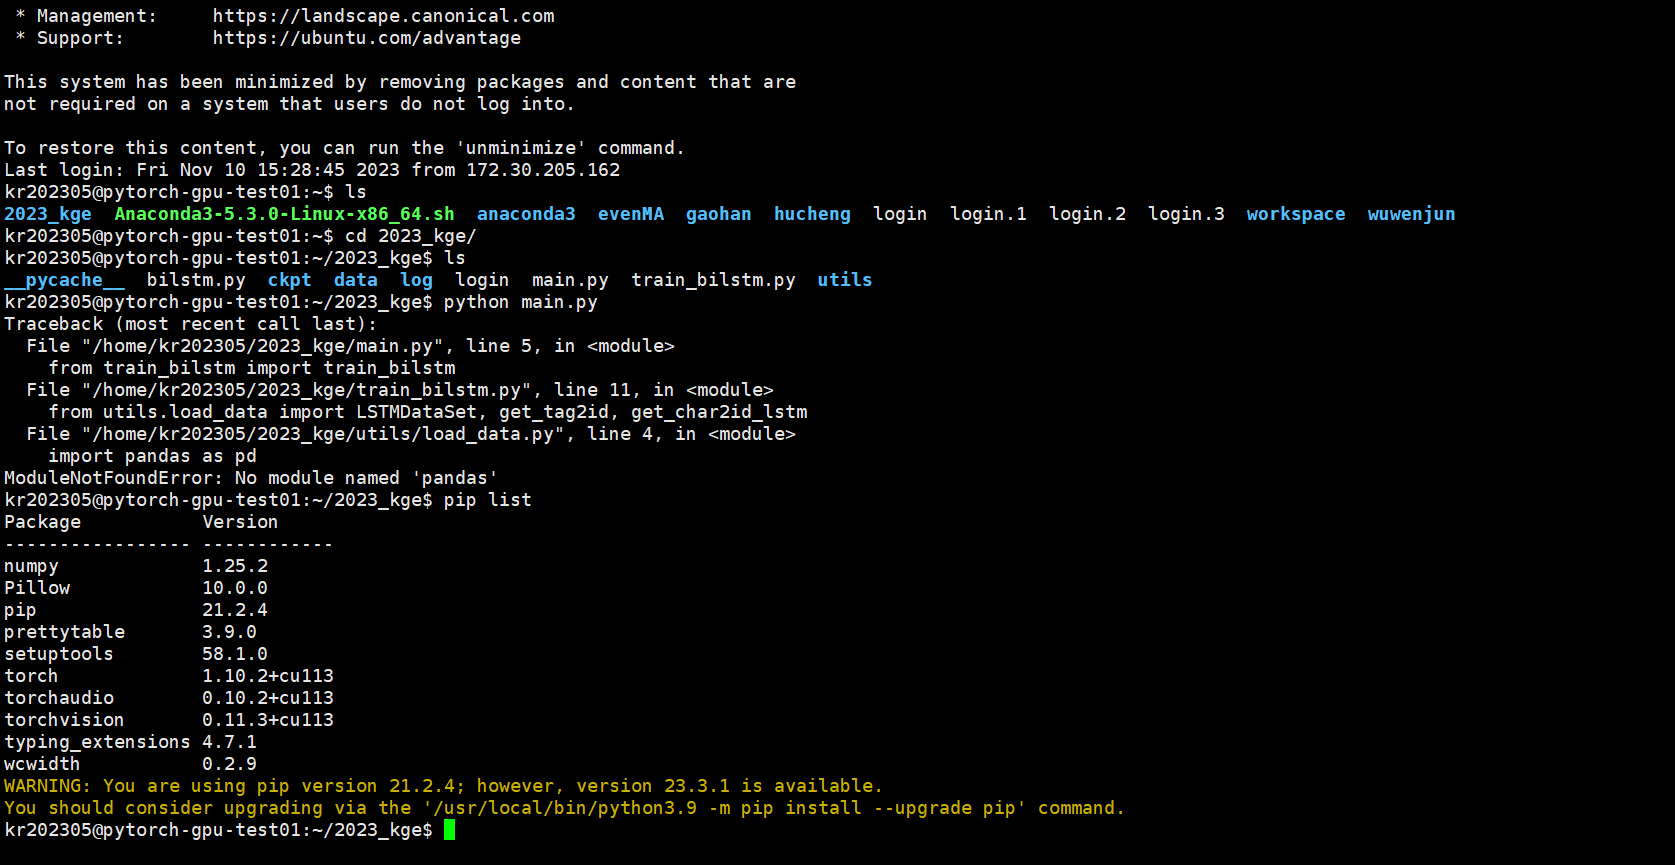 * Management:     https://landscape.canonical.com
* Support:        https://ubuntu.com/advantage
This system has been minimized by removing packages and content that are
not required on a system that users do not log into.
To restore this content, you can run the 'unminimize' command.
Last login: Fri Nov 10 15:28:45 2023 from 172.30.205.162
kr202305@pytorch-gpu-test01:~$ ls
2023_kge  Anaconda3-5.3.0-Linux-x86_64.sh  anaconda3  evenMA  gaohan  hucheng  login  login.1  login.2  login.3  workspace  wuwenjun
kr202305@pytorch-gpu-test01:~$ cd 2023_kge/
kr202305@pytorch-gpu-test01:~/2023_kge$ ls
__pycache__  bilstm.py  ckpt  data  log  login  main.py  train_bilstm.py  utils
kr202305@pytorch-gpu-test01:~/2023_kge$ python main.py
Traceback (most recent call last):
  File "/home/kr202305/2023_kge/main.py", line 5, in <module>
    from train_bilstm import train_bilstm
  File "/home/kr202305/2023_kge/train_bilstm.py", line 11, in <module>
    from utils.load_data import LSTMDataSet, get_tag2id, get_char2id_lstm
  File "/home/kr202305/2023_kge/utils/load_data.py", line 4, in <module>
    import pandas as pd
ModuleNotFoundError: No module named 'pandas'
kr202305@pytorch-gpu-test01:~/2023_kge$ pip list
Package           Version
----------------- ------------
numpy             1.25.2
Pillow            10.0.0
pip               21.2.4
prettytable       3.9.0
setuptools        58.1.0
torch             1.10.2+cu113
torchaudio        0.10.2+cu113
torchvision       0.11.3+cu113
typing_extensions 4.7.1
wcwidth           0.2.9
WARNING: You are using pip version 21.2.4; however, version 23.3.1 is available.
You should consider upgrading via the '/usr/local/bin/python3.9 -m pip install --upgrade pip' command.
kr202305@pytorch-gpu-test01:~/2023_kge$